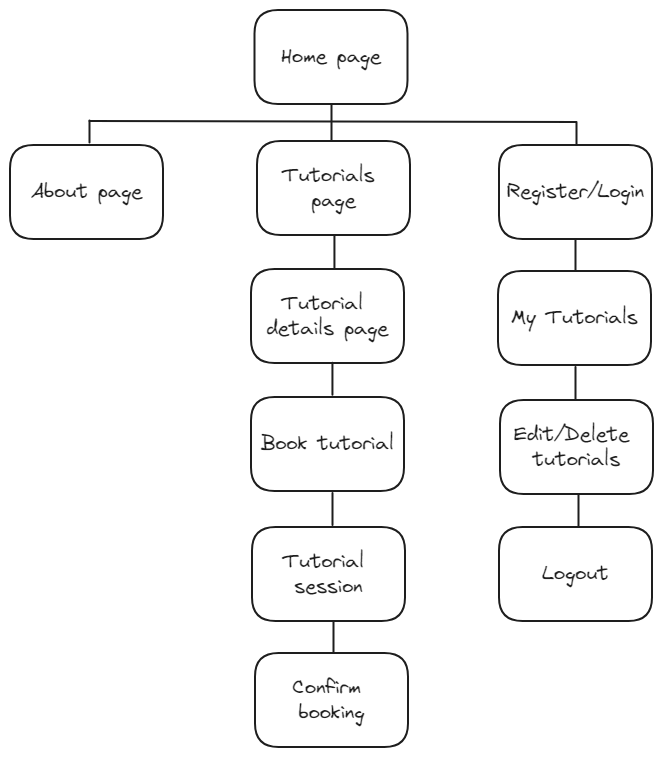 Home page
About page
Tutorials
page
Register/Login
Tutorial
details page
My Tutorials
Book tutorial
Edit/Delete
tutorials
Tutorial
session
Logout
Confirm
booking